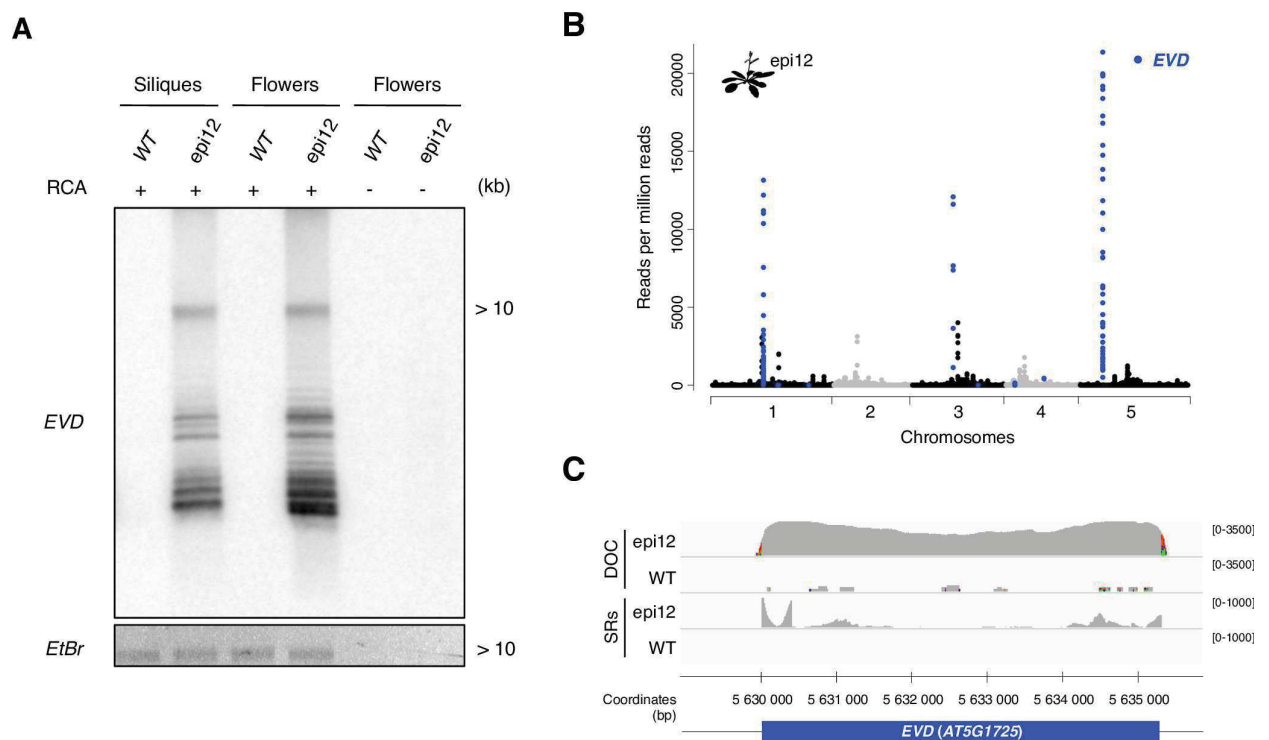 A
Siliques Flowers Flowers
WT epi12 WT epi12 WT epi12
RCA + + + + - - (kb)
> 10
EVD
EtBr > 10
B
epi12
EVD
Reads per million reads
20000
15000
10000
5000
0
1 2 3 4 5
Chromosomes
C
DOC
epi12 [0-3500]
WT [0-3500]
SRs
epi12 [0-1000]
WT [0-1000]
Coordinates
(bp)
5 630 000 5 631 000 5 632 000 5 633 000 5 634 000 5 635 000
EVD (AT5G1725)